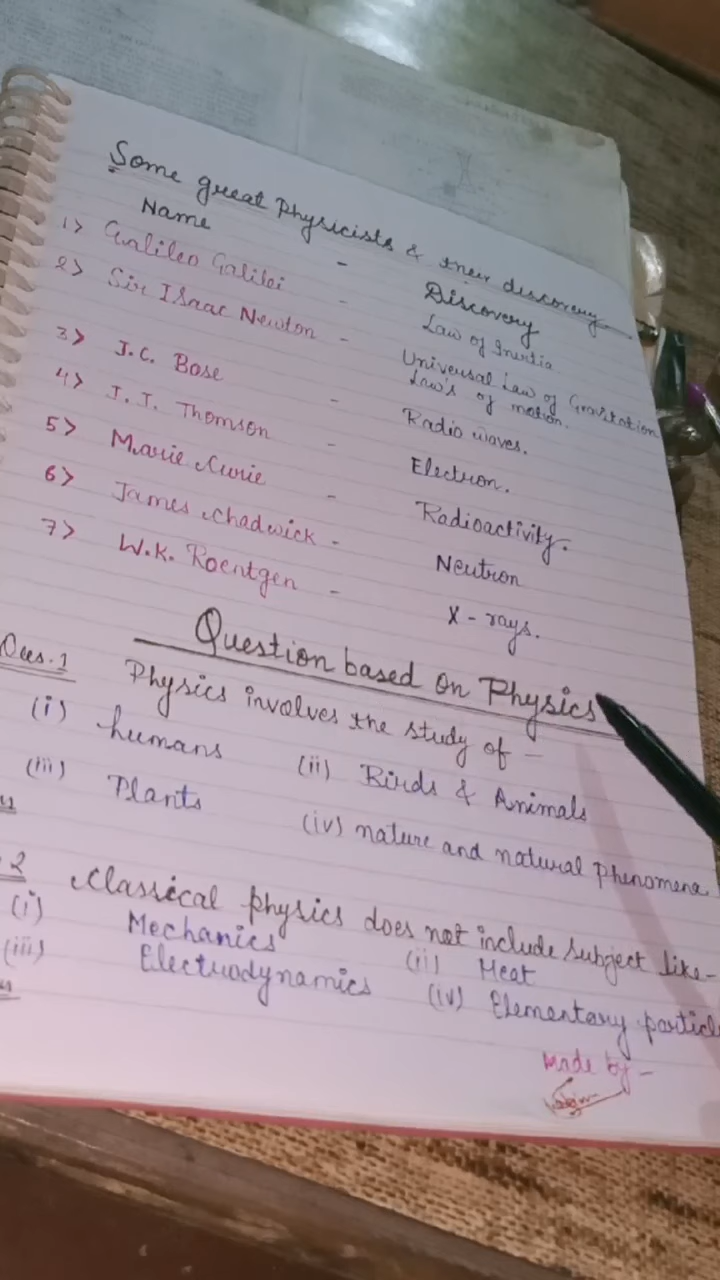 Some great Physicists & their discovery
Name - Discovery
1> Galileo Galilei - Law of Inertia
2> Sir Isaac Newton - Universal Law of Gravitation
Law's of motion.
3> J.C. Bose - Radio waves.
4> J.J. Thomson - Electron.
5> Marie Curie - Radioactivity.
6> James Chadwick - Neutron
7> W.K. Roentgen - X-rays.
Question based on Physics
Ques.1 Physics involves the study of -
(i) humans (ii) Birds & Animals
(iii) Plants (iv) nature and natural phenomena
2 Classical physics does not include subject like-
(i) Mechanics (ii) Heat
(iii) Electrodynamics (iv) Elementary particle
Made by -